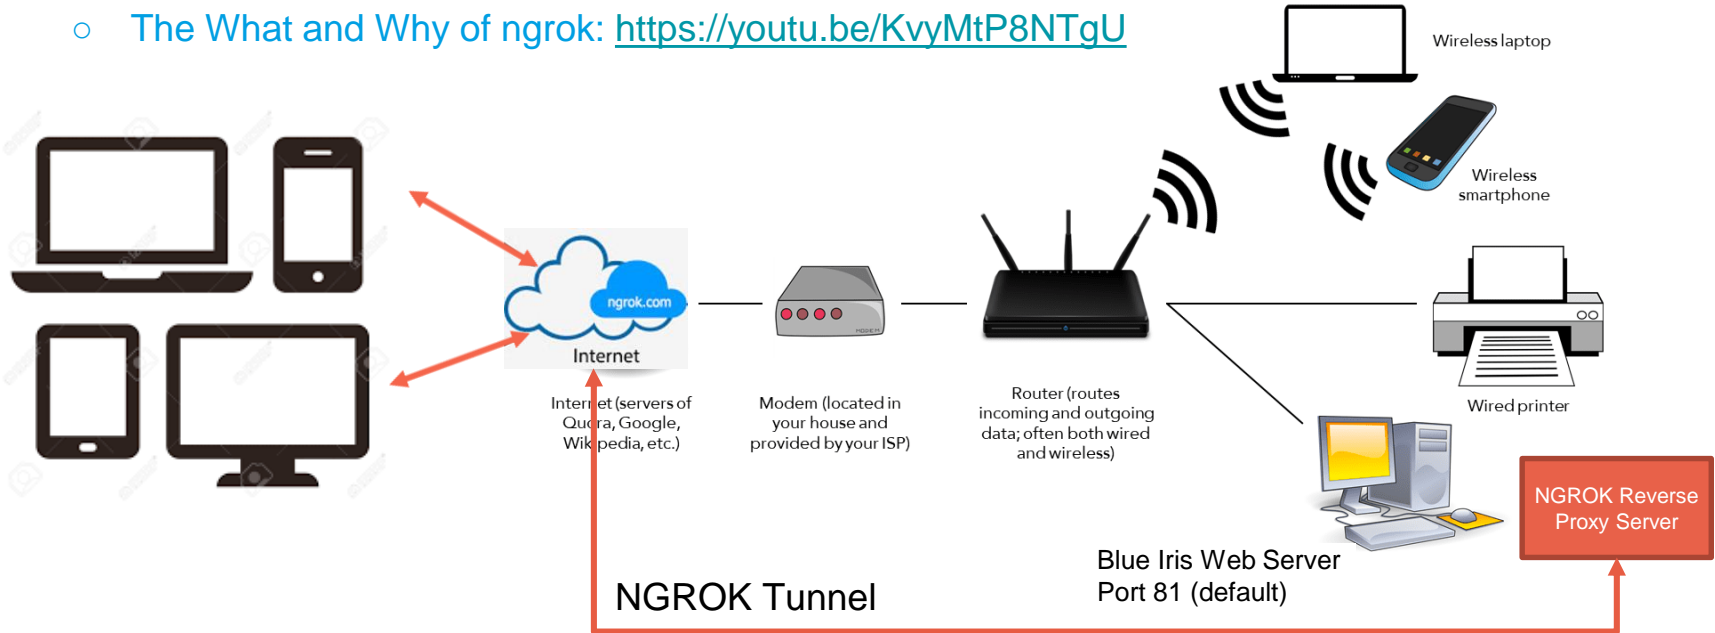 The What and Why of ngrok: https://youtu.be/KvyMtP8NTgU
Wireless laptop
Wireless
smartphone
ngrok.com
Internet
MODEM
Internet (servers of
Quora, Google,
Wikipedia, etc.)
Modem (located in
your house and
provided by your ISP)
Router (routes
incoming and outgoing
data; often both wired
and wireless)
Wired printer
NGROK Reverse
Proxy Server
Blue Iris Web Server
Port 81 (default)
NGROK Tunnel